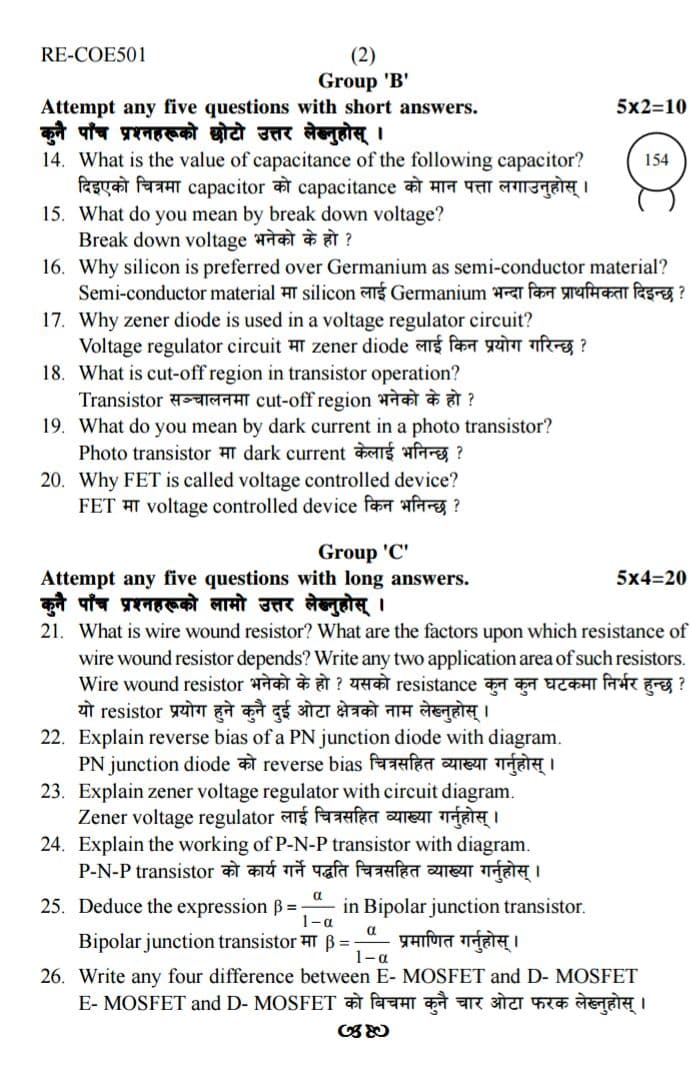 RE-COE501
(2)
Group 'B'
Attempt any five questions with short answers. 5x2=10
कुनै पाँच प्रश्नहरूको छोटो उत्तर लेख्नुहोस् ।
14. What is the value of capacitance of the following capacitor?
154
दिइएको चित्रमा capacitor को capacitance को मान पत्ता लगाउनुहोस् ।
15. What do you mean by break down voltage?
Break down voltage भनेको के हो ?
16. Why silicon is preferred over Germanium as semi-conductor material?
Semi-conductor material मा silicon लाई Germanium भन्दा किन प्राथमिकता दिइन्छ ?
17. Why zener diode is used in a voltage regulator circuit?
Voltage regulator circuit मा zener diode लाई किन प्रयोग गरिन्छ ?
18. What is cut-off region in transistor operation?
Transistor सञ्चालनमा cut-off region भनेको के हो ?
19. What do you mean by dark current in a photo transistor?
Photo transistor मा dark current केलाई भनिन्छ ?
20. Why FET is called voltage controlled device?
FET मा voltage controlled device किन भनिन्छ ?
Group 'C'
Attempt any five questions with long answers. 5x4=20
कुनै पाँच प्रश्नहरूको लामो उत्तर लेख्नुहोस् ।
21. What is wire wound resistor? What are the factors upon which resistance of
wire wound resistor depends? Write any two application area of such resistors.
Wire wound resistor भनेको के हो ? यसको resistance कुन कुन घटकमा निर्भर हुन्छ ?
यो resistor प्रयोग हुने कुनै दुई ओटा क्षेत्रको नाम लेख्नुहोस् ।
22. Explain reverse bias of a PN junction diode with diagram.
PN junction diode को reverse bias चित्रसहित व्याख्या गर्नुहोस् ।
23. Explain zener voltage regulator with circuit diagram.
Zener voltage regulator लाई चित्रसहित व्याख्या गर्नुहोस् ।
24. Explain the working of P-N-P transistor with diagram.
P-N-P transistor को कार्य गर्ने पद्धति चित्रसहित व्याख्या गर्नुहोस् ।
25. Deduce the expression β = α/1−α in Bipolar junction transistor.
Bipolar junction transistor मा β = α/1−α प्रमाणित गर्नुहोस् ।
26. Write any four difference between E- MOSFET and D- MOSFET
E- MOSFET and D- MOSFET को बिचमा कुनै चार ओटा फरक लेख्नुहोस् ।